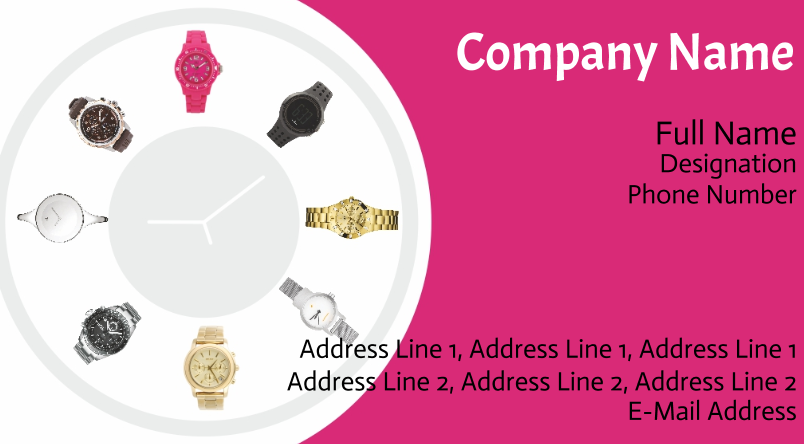 Company Name
Full Name
Designation
Phone Number
Address Line 1, Address Line 1, Address Line 1
Address Line 2, Address Line 2, Address Line 2
E-Mail Address